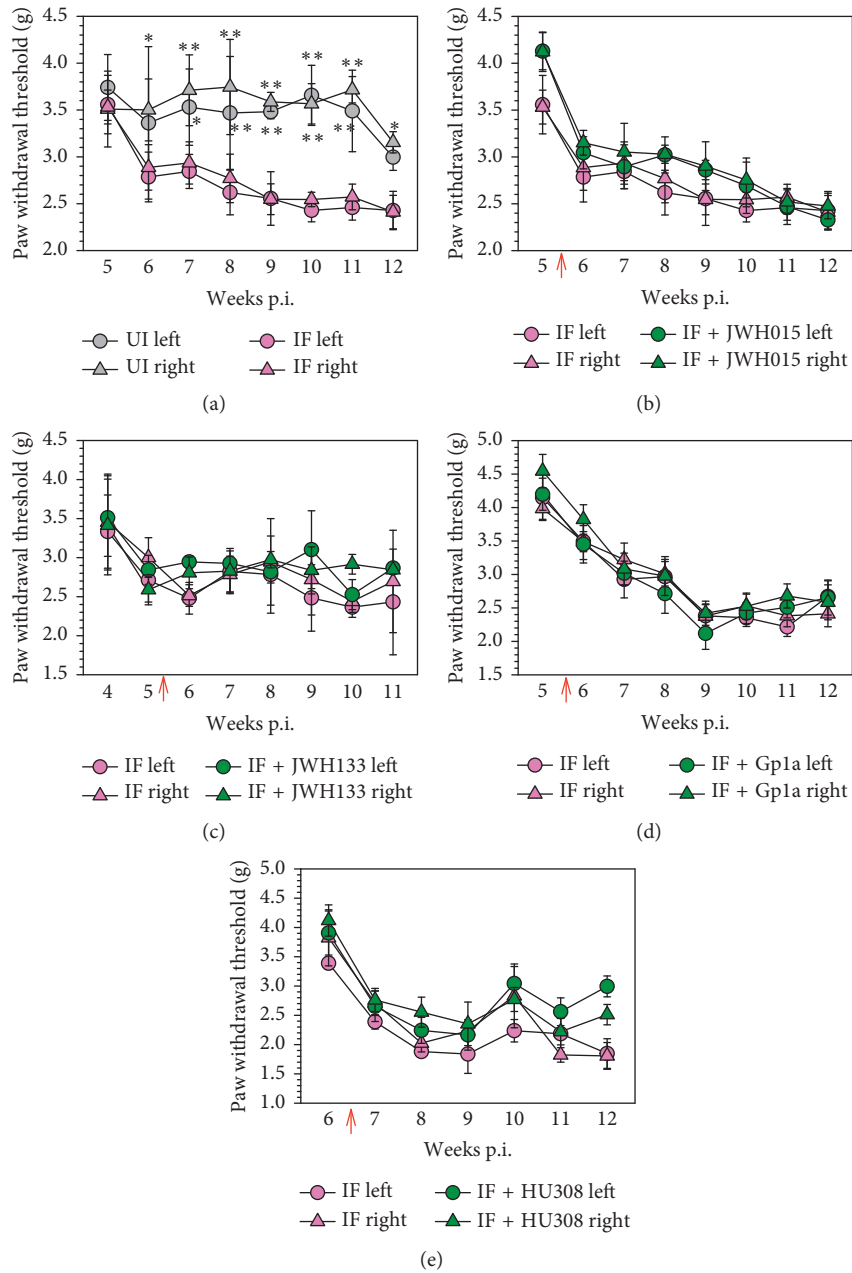 4.5
4.0
3.5
3.0
2.5
2.0
Paw withdrawal threshold (g)
* ** ** ** ** **
* ** ** ** ** *
5 6 7 8 9 10 11 12
Weeks p.i.
UI left IF left
UI right IF right
(a)
4.5
4.0
3.5
3.0
2.5
2.0
Paw withdrawal threshold (g)
5 6 7 8 9 10 11 12
Weeks p.i.
IF left IF + JWH015 left
IF right IF + JWH015 right
(b)
4.5
4.0
3.5
3.0
2.5
2.0
1.5
Paw withdrawal threshold (g)
4 5 6 7 8 9 10 11
Weeks p.i.
IF left IF + JWH133 left
IF right IF + JWH133 right
(c)
5.0
4.5
4.0
3.5
3.0
2.5
2.0
1.5
Paw withdrawal threshold (g)
5 6 7 8 9 10 11 12
Weeks p.i.
IF left IF + Gp1a left
IF right IF + Gp1a right
(d)
5.0
4.5
4.0
3.5
3.0
2.5
2.0
1.5
1.0
Paw withdrawal threshold (g)
6 7 8 9 10 11 12
Weeks p.i.
IF left IF + HU308 left
IF right IF + HU308 right
(e)